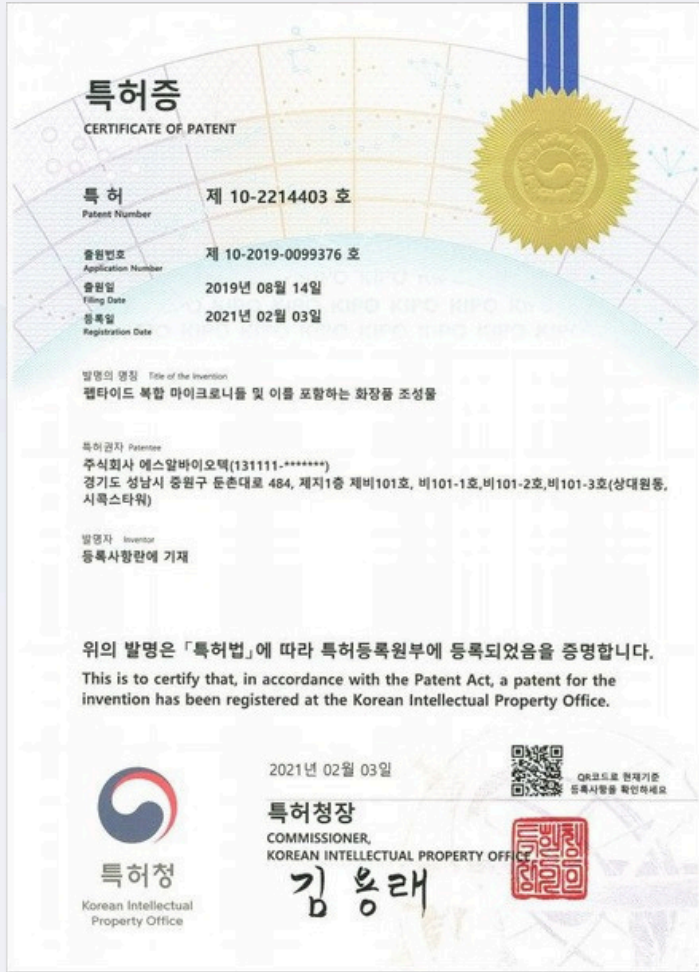 특허증
CERTIFICATE OF PATENT
특 허
Patent Number
제 10-2214403 호
출원번호
Application Number
제 10-2019-0099376 호
출원일
Filing Date
2019년 08월 14일
등록일
Registration Date
2021년 02월 03일
발명의 명칭 Title of the Invention
펩타이드 복합 마이크로니들 및 이를 포함하는 화장품 조성물
특허권자 Patentee
주식회사 에스알바이오텍(131111-*******)
경기도 성남시 중원구 둔촌대로 484, 제지1층 제비101호, 비101-1호,비101-2호,비101-3호(상대원동,
시콕스타워)
발명자 Inventor
등록사항란에 기재
위의 발명은 「특허법」에 따라 특허등록원부에 등록되었음을 증명합니다.
This is to certify that, in accordance with the Patent Act, a patent for the
invention has been registered at the Korean Intellectual Property Office.
2021년 02월 03일
QR코드로 현재기준
등록사항을 확인하세요
특허청장
COMMISSIONER,
KOREAN INTELLECTUAL PROPERTY OFFICE
김용래
특허청
Korean Intellectual
Property Office